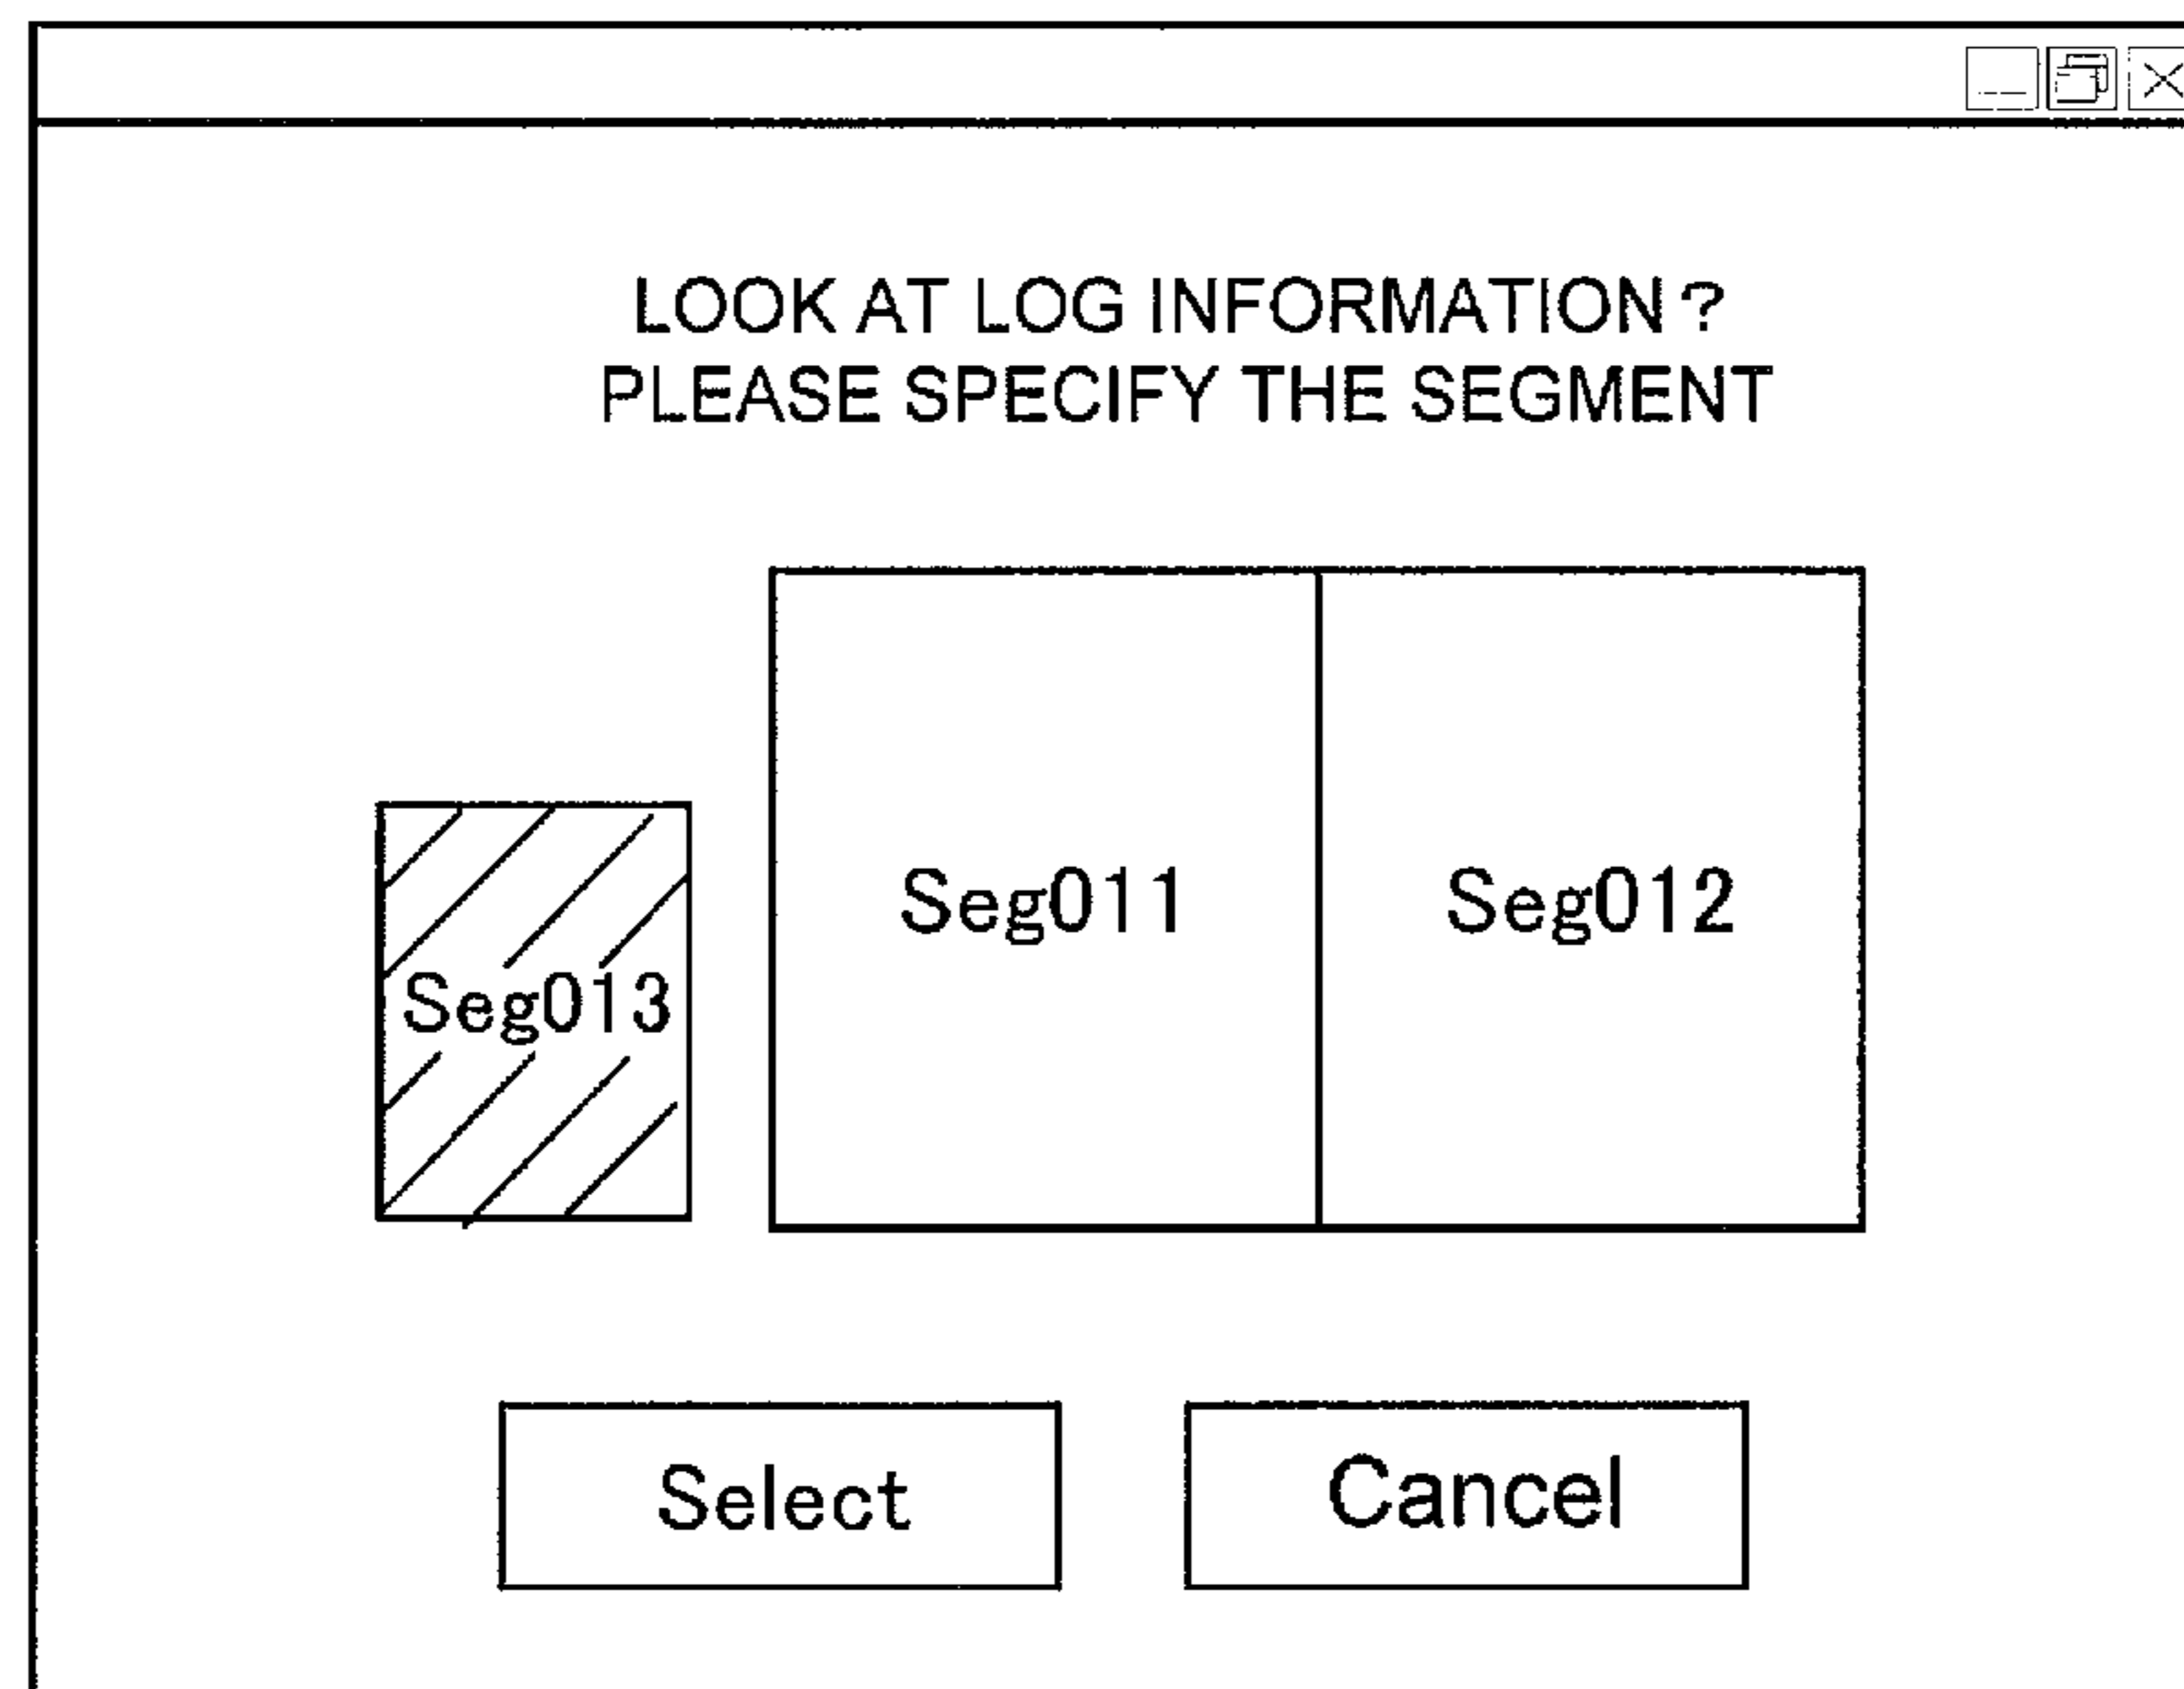 LOOK AT LOG INFORMATION ?
PLEASE SPECIFY THE SEGMENT
Seg011
Seg012
Seg013
Select
Cancel